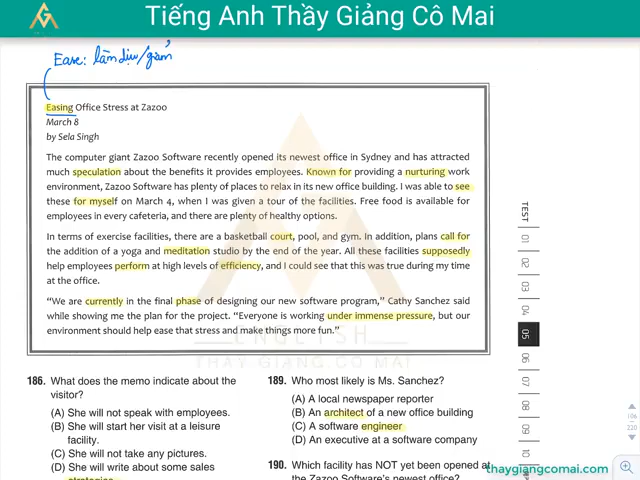 Tiếng Anh Thầy Giảng Cô Mai
Ease: làm dịu/giảm
Easing Office Stress at Zazoo
March 8
by Sela Singh
The computer giant Zazoo Software recently opened its newest office in Sydney and has attracted
much speculation about the benefits it provides employees. Known for providing a nurturing work
environment, Zazoo Software has plenty of places to relax in its new office building. I was able to see
these for myself on March 4, when I was given a tour of the facilities. Free food is available for
employees in every cafeteria, and there are plenty of healthy options.
In terms of exercise facilities, there are a basketball court, pool, and gym. In addition, plans call for
the addition of a yoga and meditation studio by the end of the year. All these facilities supposedly
help employees perform at high levels of efficiency, and I could see that this was true during my time
at the office.
"We are currently in the final phase of designing our new software program," Cathy Sanchez said
while showing me the plan for the project. "Everyone is working under immense pressure, but our
environment should help ease that stress and make things more fun."
ENGLISH
THAY GIANG CO MAI
186. What does the memo indicate about the
visitor?
(A) She will not speak with employees.
(B) She will start her visit at a leisure
facility.
(C) She will not take any pictures.
(D) She will write about some sales
strategies.
189. Who most likely is Ms. Sanchez?
(A) A local newspaper reporter
(B) An architect of a new office building
(C) A software engineer
(D) An executive at a software company
190. Which facility has NOT yet been opened at
the Zazoo Software's newest office?
TEST
01
02
03
04
05
06
07
08
09
10
220
thaygiangcomai.com